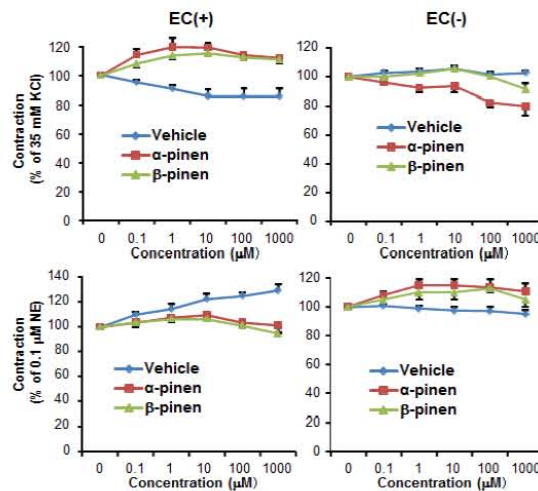 EC(+)
EC(-)
Contraction
(% of 35 mM KCl)
120
100
80
60
40
20
0
Vehicle
α-pinen
β-pinen
0 0.1 1 10 100 1000
Concentration (μM)
120
100
80
60
40
20
0
Vehicle
α-pinen
β-pinen
0 0.1 1 10 100 1000
Concentration (μM)
Contraction
(% of 0.1 μM NE)
140
120
100
80
60
40
20
0
Vehicle
α-pinen
β-pinen
0 0.1 1 10 100 1000
Concentration (μM)
120
100
80
60
40
20
0
Vehicle
α-pinen
β-pinen
0 0.1 1 10 100 1000
Concentration (μM)